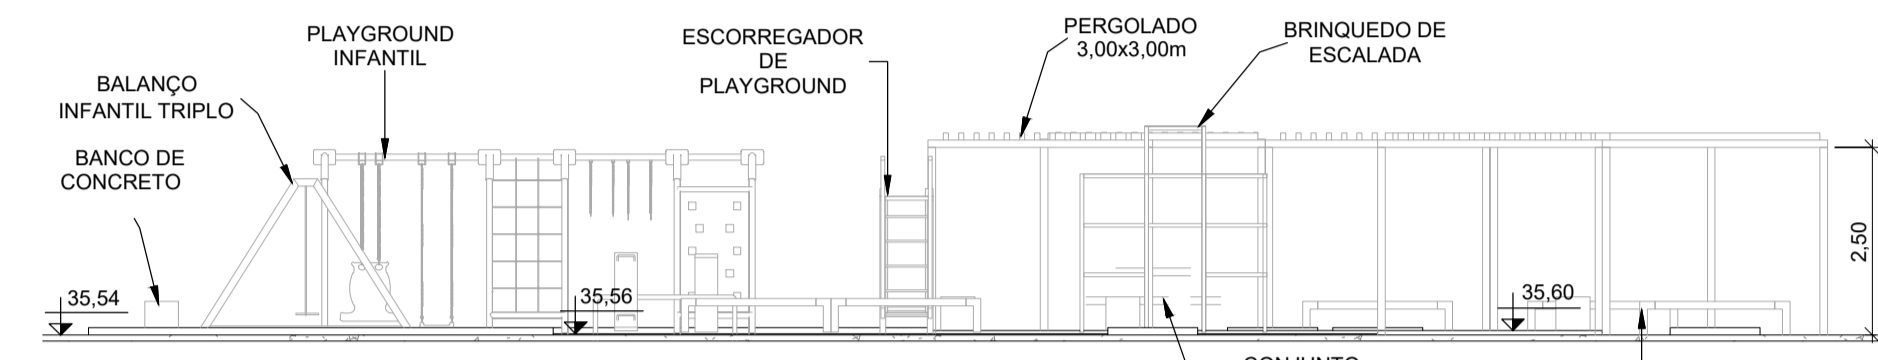 PLAYGROUND
INFANTIL
ESCORREGADOR
DE
PLAYGROUND
PERGOLADO
3,00x3,00m
BRINQUEDO DE
ESCALADA
BALANÇO
INFANTIL TRIPLO
BANCO DE
CONCRETO
35,54
35,56
35,60
2,50
CONJUNTO